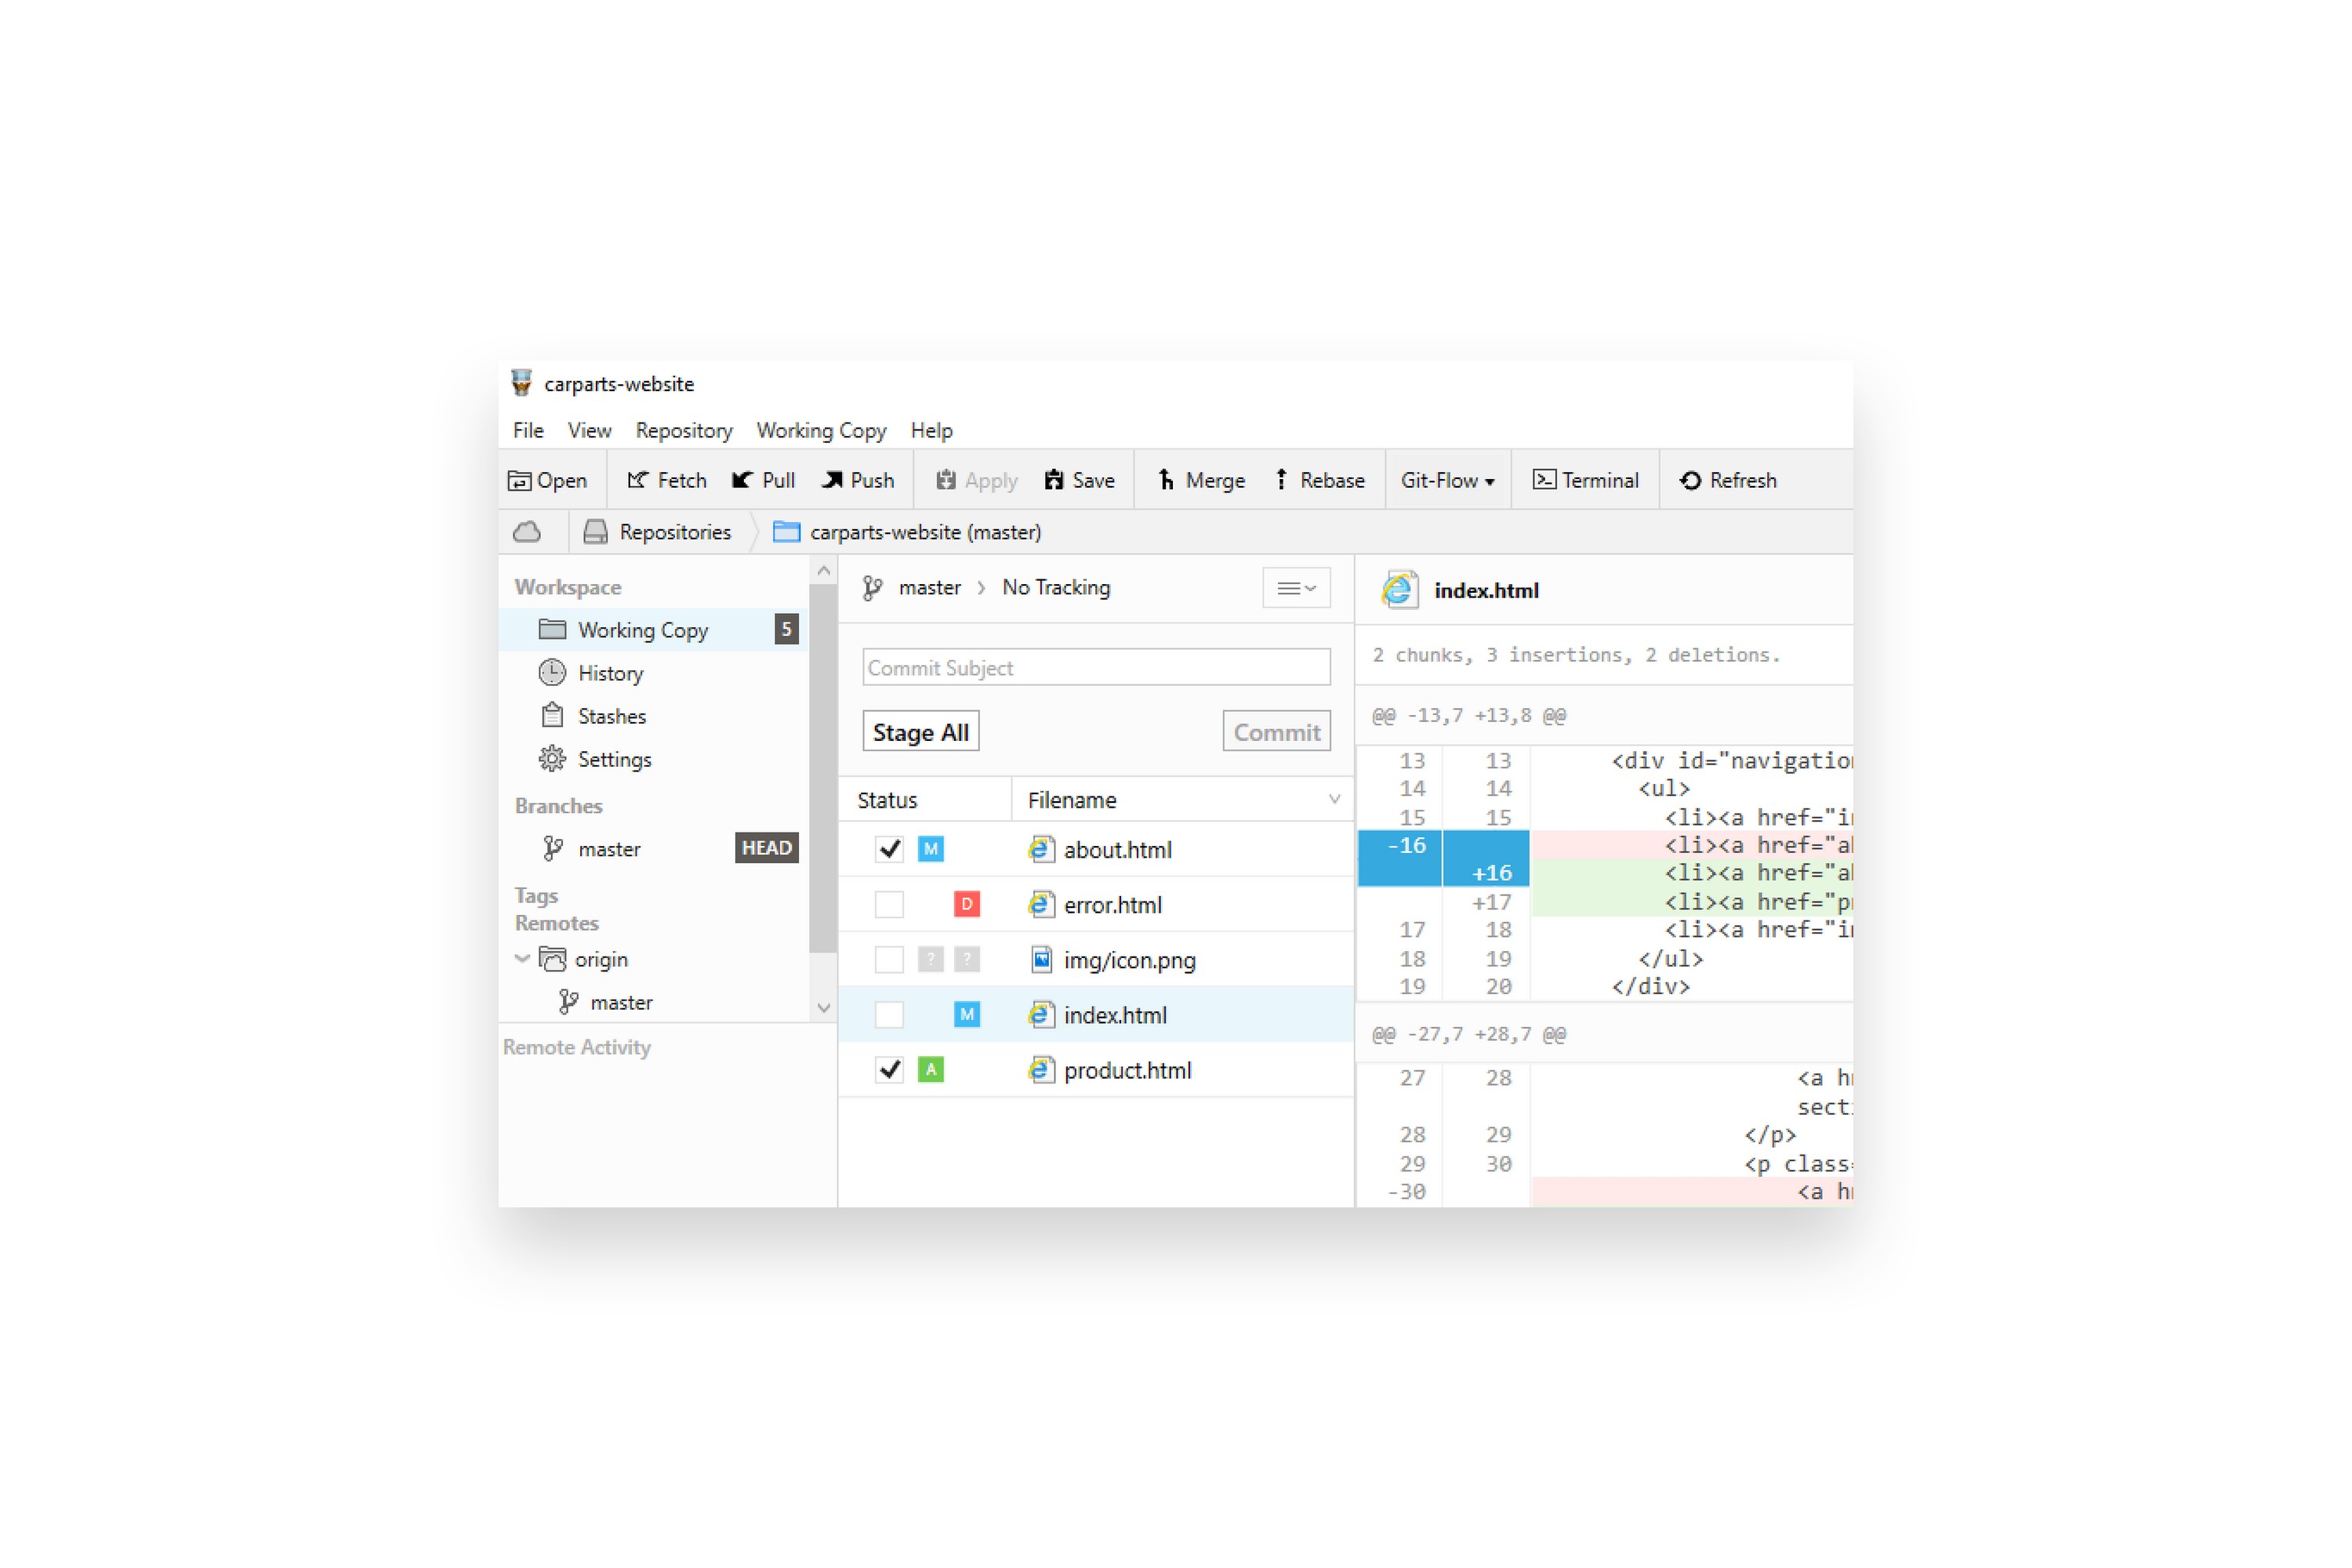 carparts-website
File View Repository Working Copy Help
Open Fetch Pull Push Apply Save Merge Rebase Git-Flow Terminal Refresh
Repositories carparts-website (master)
Workspace
Working Copy 5
History
Stashes
Settings
Branches
master HEAD
Tags
Remotes
origin
master
Remote Activity
master > No Tracking
Commit Subject
Stage All Commit
Status Filename
M about.html
D error.html
? ? img/icon.png
M index.html
A product.html
index.html
2 chunks, 3 insertions, 2 deletions.
@@ -13,7 +13,8 @@
13 13 <div id="navigation
14 14 <ul>
15 15 <li><a href="i
-16 <li><a href="a
+16 <li><a href="a
+17 <li><a href="p
17 18 <li><a href="i
18 19 </ul>
19 20 </div>
@@ -27,7 +28,7 @@
27 28 <a h
sect
28 29 </p>
29 30 <p class=
-30 <a h